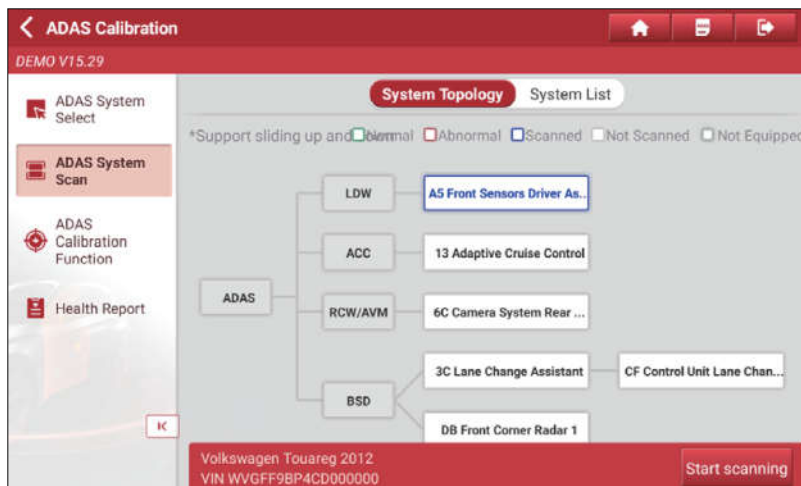 ADAS Calibration
DEMO V15.29
ADAS System
Select
ADAS System
Scan
ADAS
Calibration
Function
Health Report
System Topology
System List
*Support sliding up and down
Normal
Abnormal
Scanned
Not Scanned
Not Equipped
LDW
A5 Front Sensors Driver As..
ACC
13 Adaptive Cruise Control
ADAS
RCW/AVM
6C Camera System Rear ...
3C Lane Change Assistant
CF Control Unit Lane Chan...
BSD
DB Front Corner Radar 1
Volkswagen Touareg 2012
VIN WVGFF9BP4CD000000
Start scanning